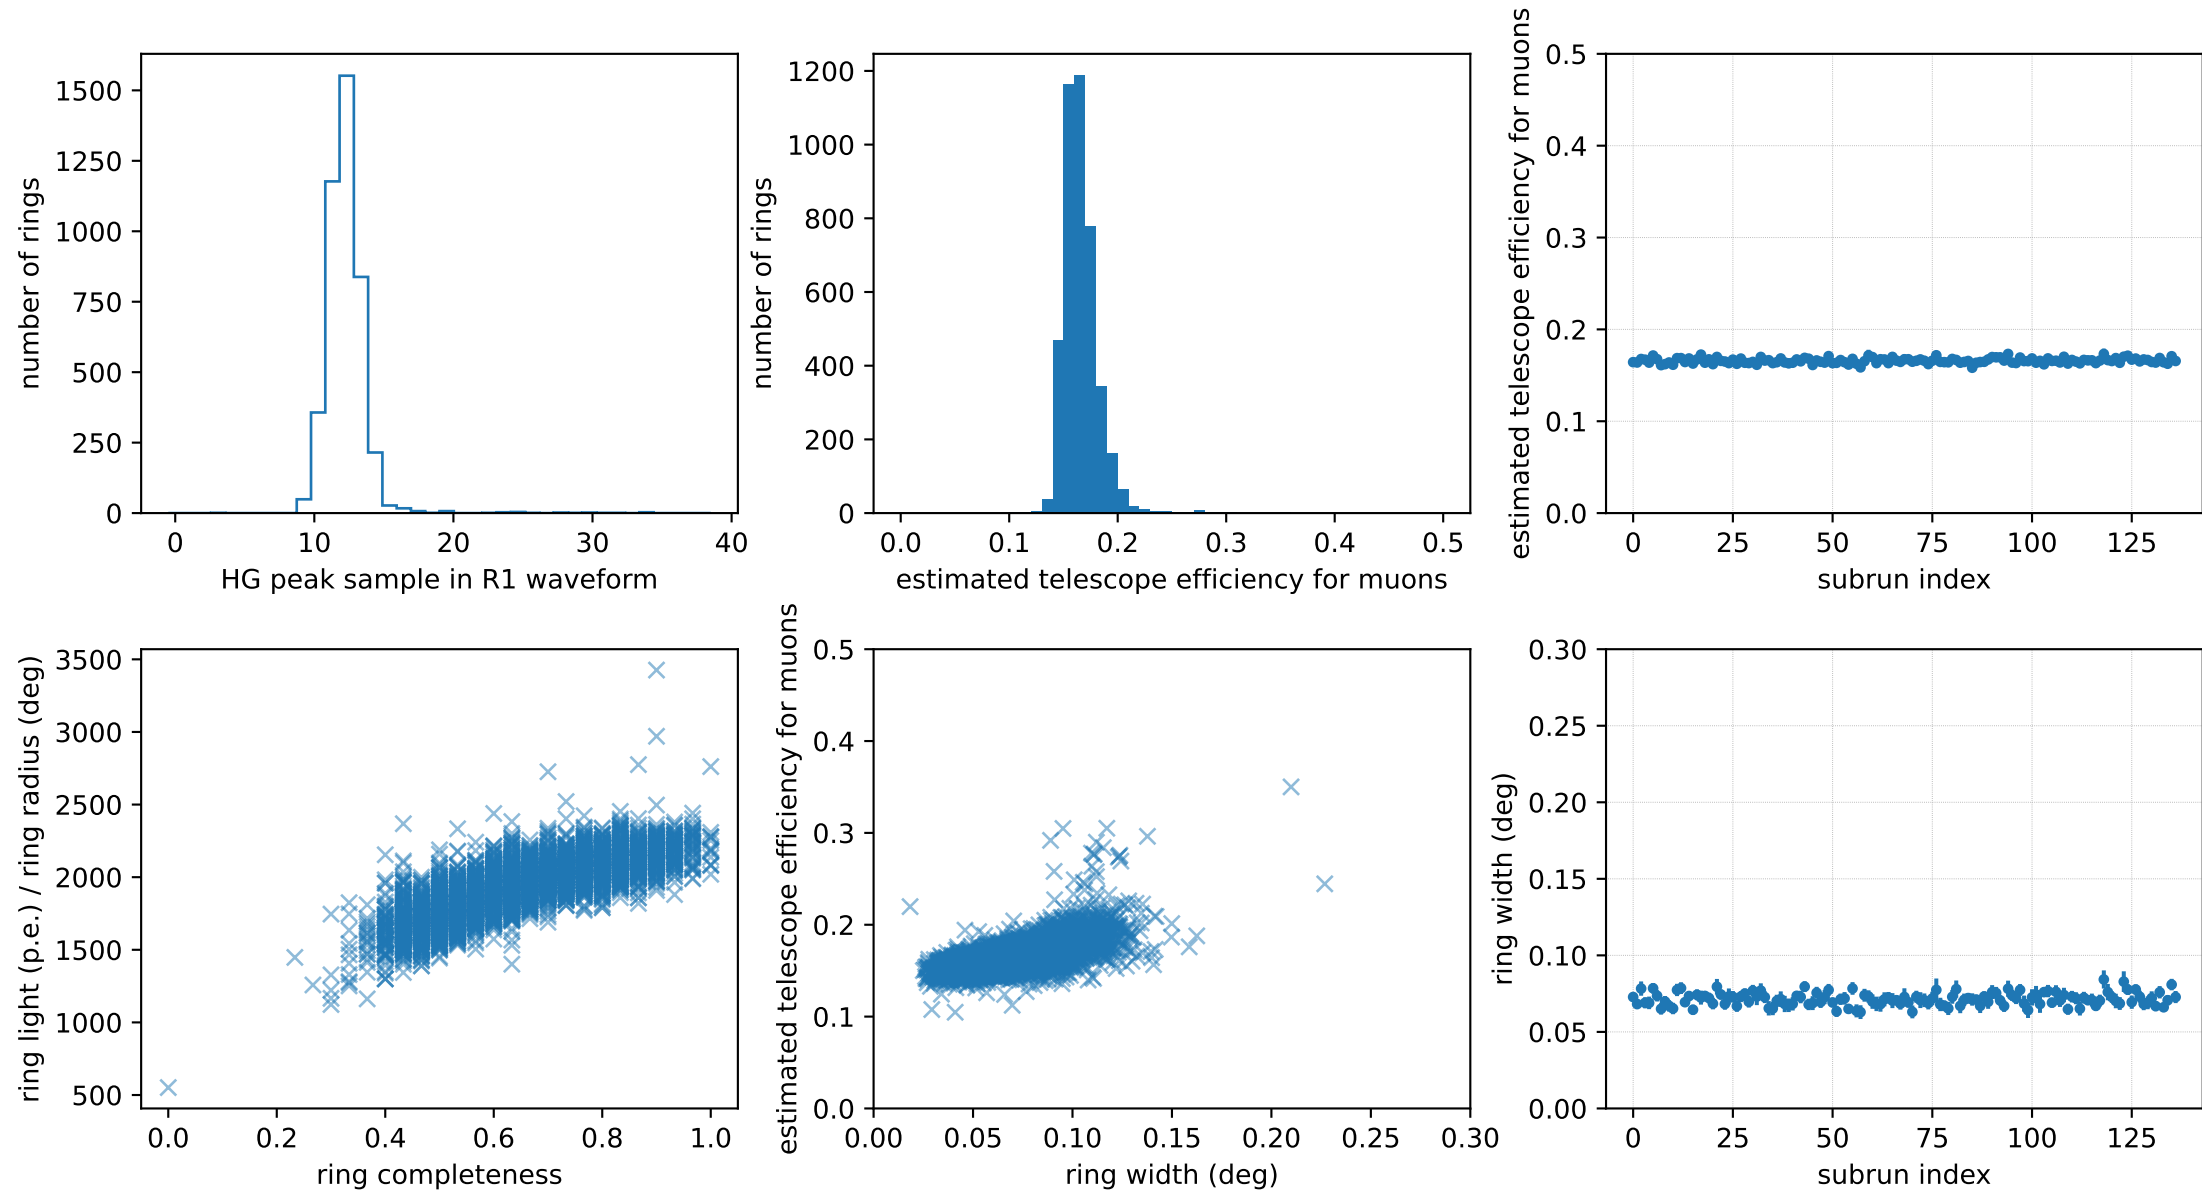 number of rings
1500
1250
1000
750
500
250
0
0 10 20 30 40
HG peak sample in R1 waveform
number of rings
1200
1000
800
600
400
200
0
0.0 0.1 0.2 0.3 0.4 0.5
estimated telescope efficiency for muons
estimated telescope efficiency for muons
0.5
0.4
0.3
0.2
0.1
0.0
0 25 50 75 100 125
subrun index
ring light (p.e.) / ring radius (deg)
3500
3000
2500
2000
1500
1000
500
0.0 0.2 0.4 0.6 0.8 1.0
ring completeness
estimated telescope efficiency for muons
0.5
0.4
0.3
0.2
0.1
0.0
0.00 0.05 0.10 0.15 0.20 0.25 0.30
ring width (deg)
ring width (deg)
0.30
0.25
0.20
0.15
0.10
0.05
0.00
0 25 50 75 100 125
subrun index